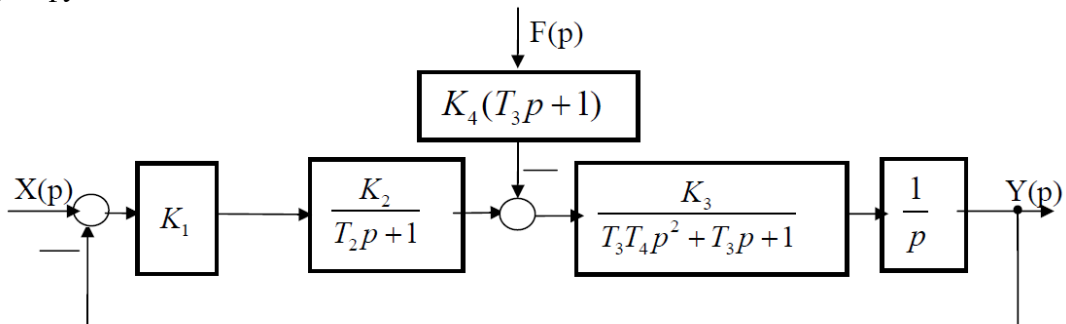 F(p)
K₄(T₃p + 1)
X(p)
K₁
K₂
T₂p + 1
K₃
T₃T₄p² + T₃p + 1
1
p
Y(p)